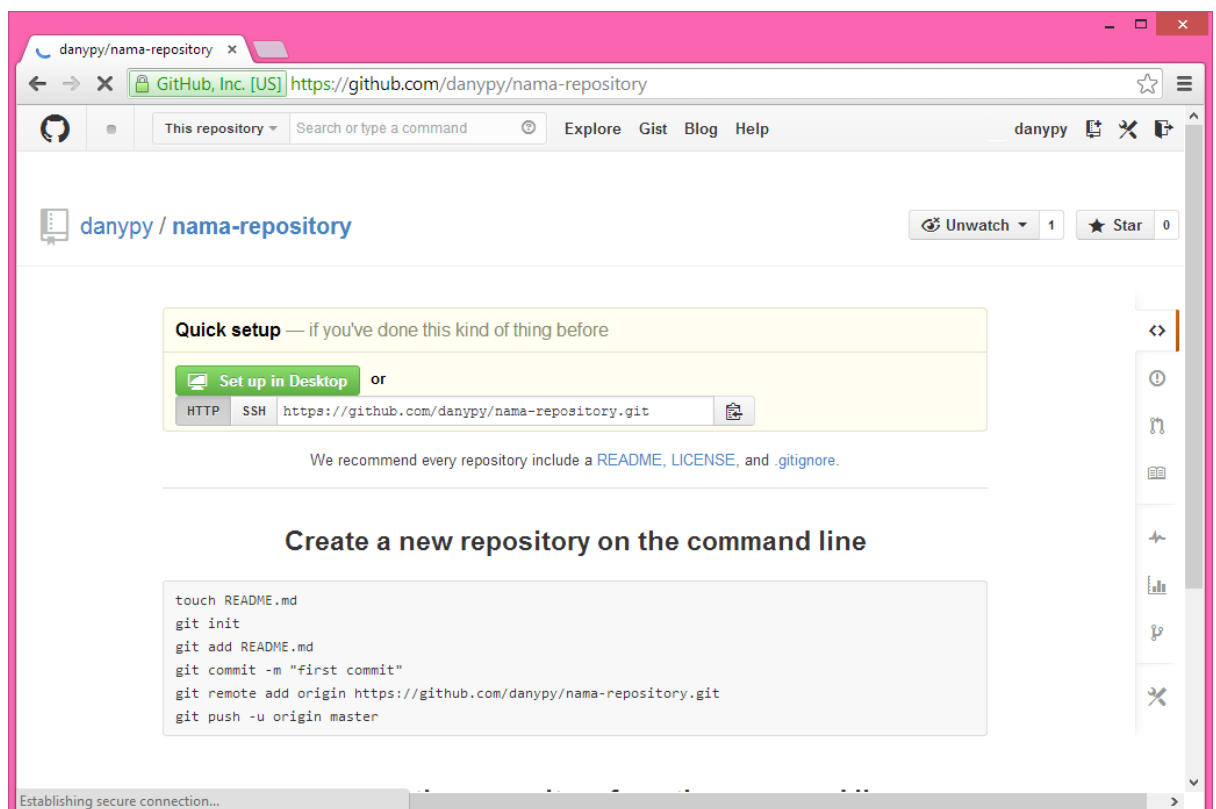 danypy/nama-repository
GitHub, Inc. [US] https://github.com/danypy/nama-repository
This repository Search or type a command Explore Gist Blog Help danypy
danypy / nama-repository
Unwatch 1 Star 0
Quick setup — if you've done this kind of thing before
Set up in Desktop or
HTTP SSH https://github.com/danypy/nama-repository.git
We recommend every repository include a README, LICENSE, and .gitignore.
Create a new repository on the command line
touch README.md
git init
git add README.md
git commit -m "first commit"
git remote add origin https://github.com/danypy/nama-repository.git
git push -u origin master
Establishing secure connection...